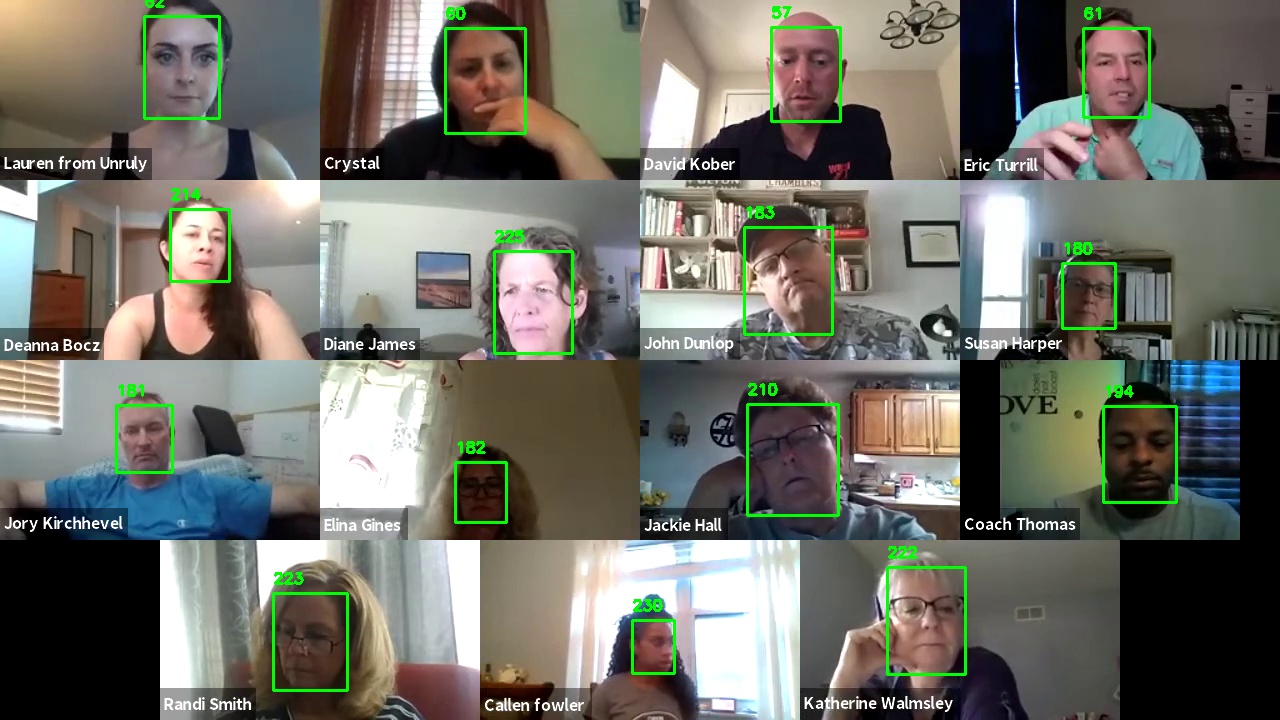 62
60
57
61
Lauren from Unruly
Crystal
David Kober
Eric Turrill
214
225
183
180
CHAMBERS
Deanna Bocz
Diane James
John Dunlop
Susan Harper
181
182
210
194
OVE
Jory Kirchhevel
Elina Gines
Jackie Hall
Coach Thomas
223
230
222
Randi Smith
Callen fowler
Katherine Walmsley